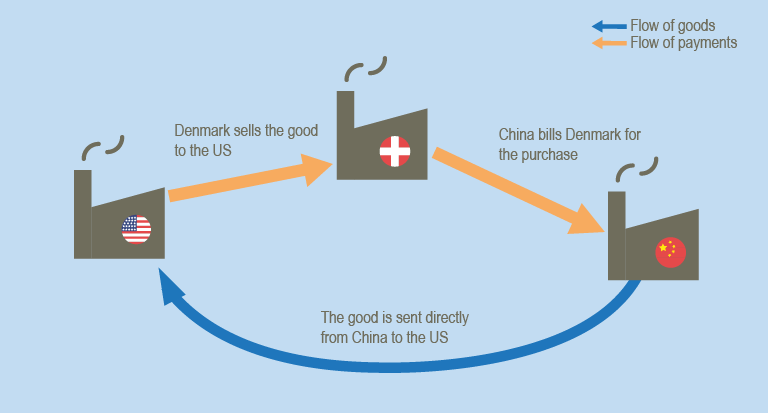 Flow of goods
Flow of payments
Denmark sells the good
to the US
China bills Denmark for
the purchase
The good is sent directly
from China to the US